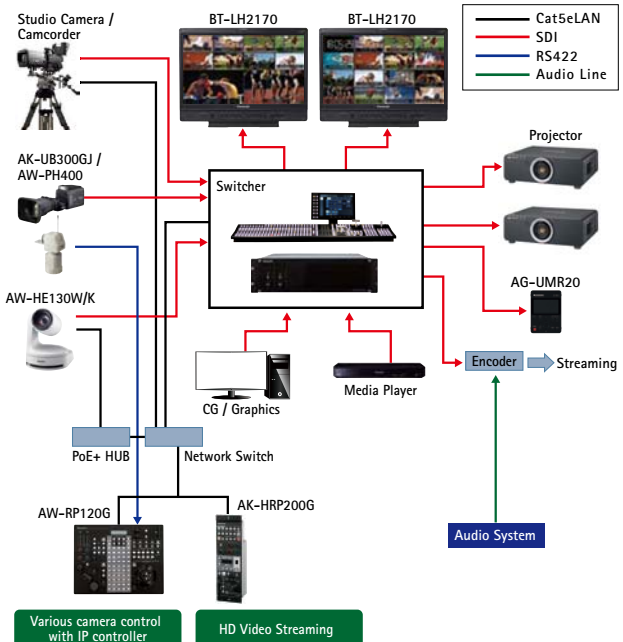 Studio Camera /
Camcorder
BT-LH2170
BT-LH2170
Cat5eLAN
SDI
RS422
Audio Line
AK-UB300GJ /
AW-PH400
Switcher
Projector
AW-HE130W/K
AG-UMR20
CG / Graphics
Media Player
Encoder
Streaming
PoE+ HUB
Network Switch
AW-RP120G
AK-HRP200G
Audio System
Various camera control
with IP controller
HD Video Streaming